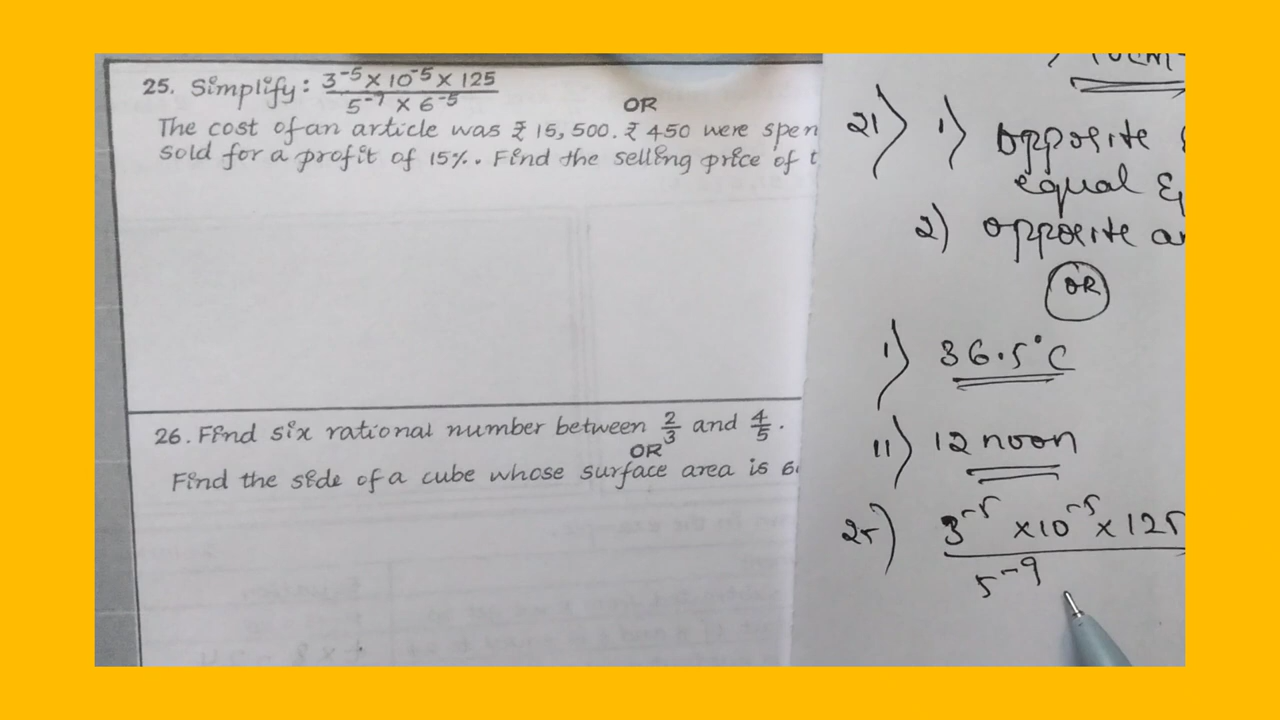 25. Simplify: 3⁻⁵ × 10⁻⁵ × 125 / 5⁻⁷ × 6⁻⁵
OR
The cost of an article was ₹ 15,500. ₹ 450 were spen
sold for a profit of 15%. Find the selling price of t
26. Find six rational number between 2/3 and 4/5.
OR
Find the side of a cube whose surface area is 6
21) 1) opposite
equal
2) opposite
OR
1) 36.5°C
11) 12 noon
25) 3⁻⁵ × 10⁻⁵ × 125
5⁻⁹